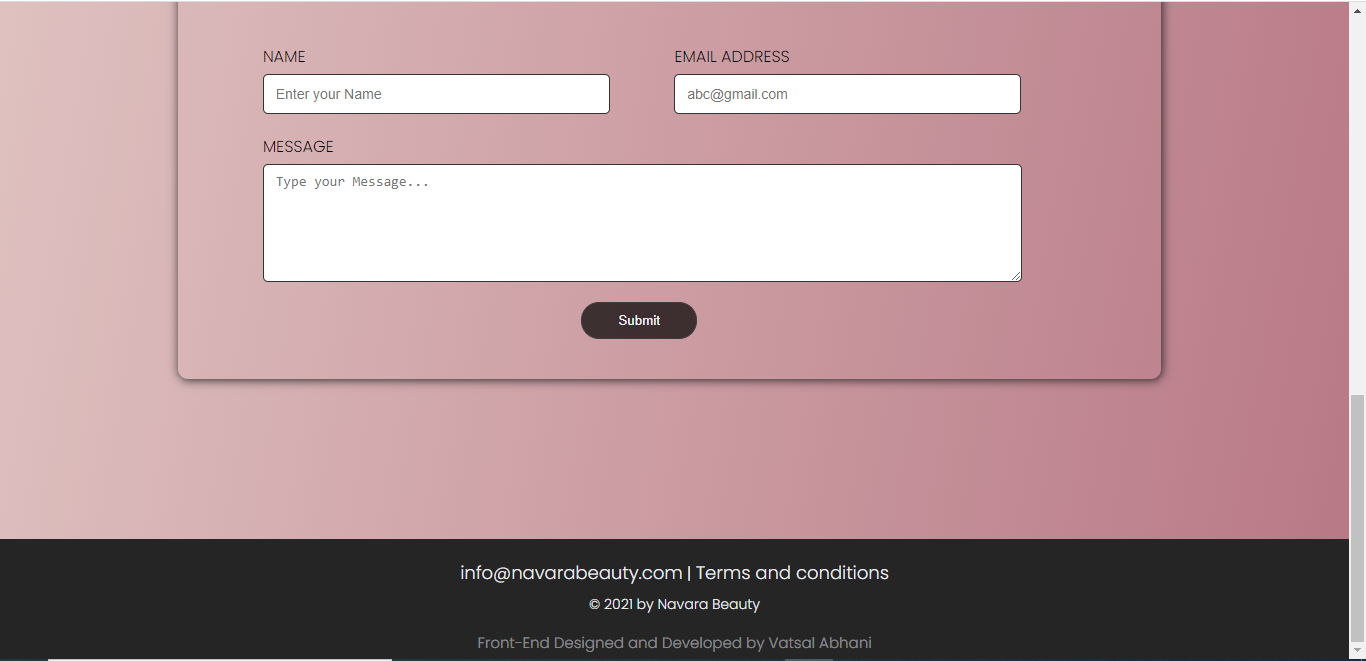 NAME
EMAIL ADDRESS
Enter your Name
abc@gmail.com
MESSAGE
Type your Message...
Submit
info@navarabeauty.com | Terms and conditions
© 2021 by Navara Beauty
Front-End Designed and Developed by Vatsal Abhani